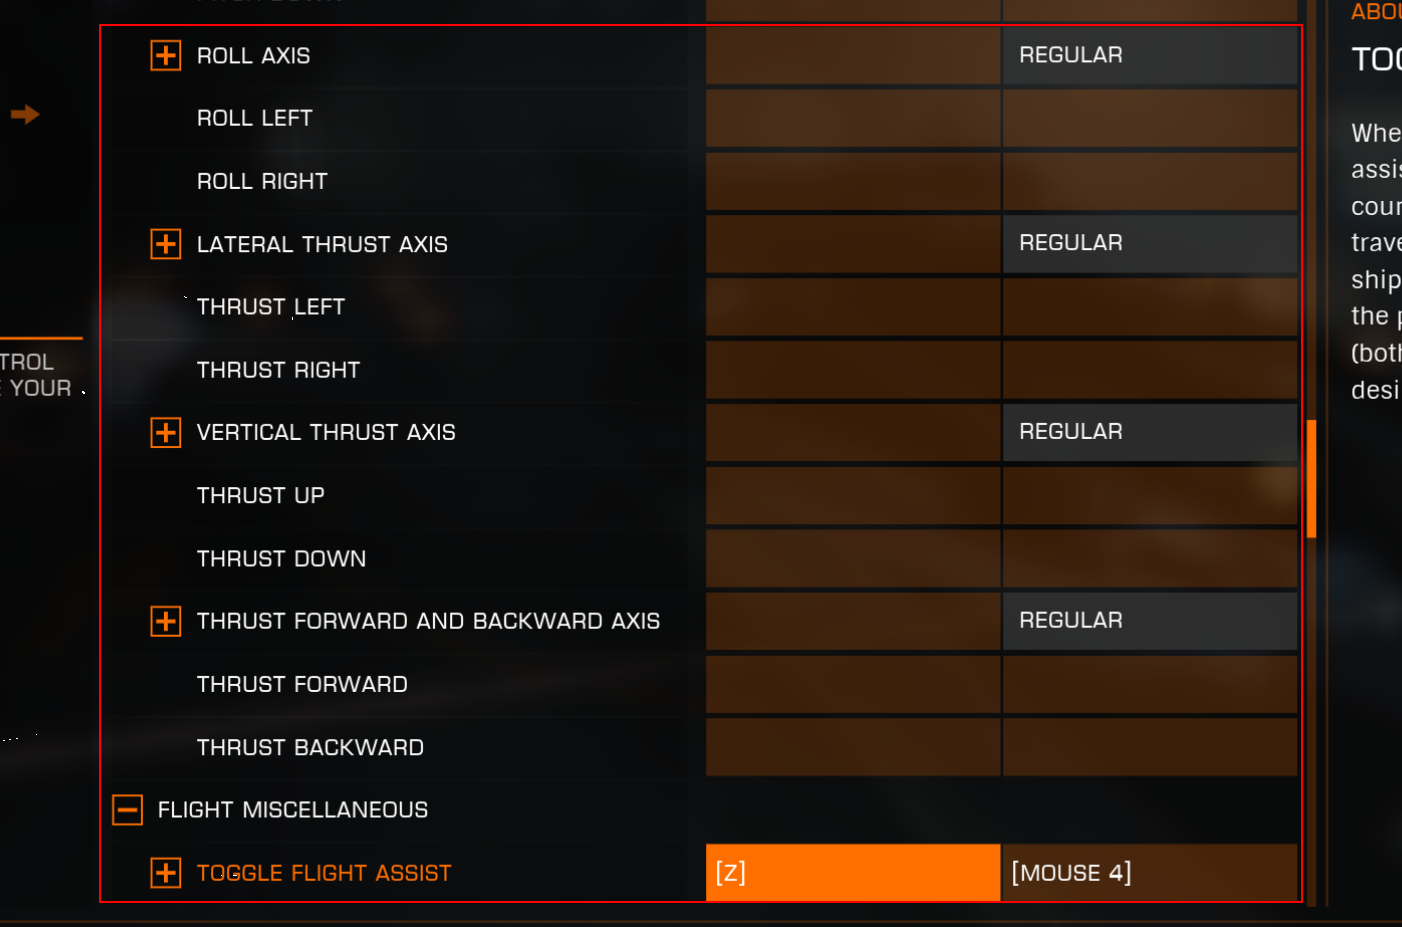 ROLL AXIS REGULAR
ROLL LEFT
ROLL RIGHT
LATERAL THRUST AXIS REGULAR
THRUST LEFT
THRUST RIGHT
VERTICAL THRUST AXIS REGULAR
THRUST UP
THRUST DOWN
THRUST FORWARD AND BACKWARD AXIS REGULAR
THRUST FORWARD
THRUST BACKWARD
FLIGHT MISCELLANEOUS
TOGGLE FLIGHT ASSIST [Z] [MOUSE 4]
TROL
YOUR
ABOU
TOG
Whe
assis
cour
trave
ship
the p
(both
desi